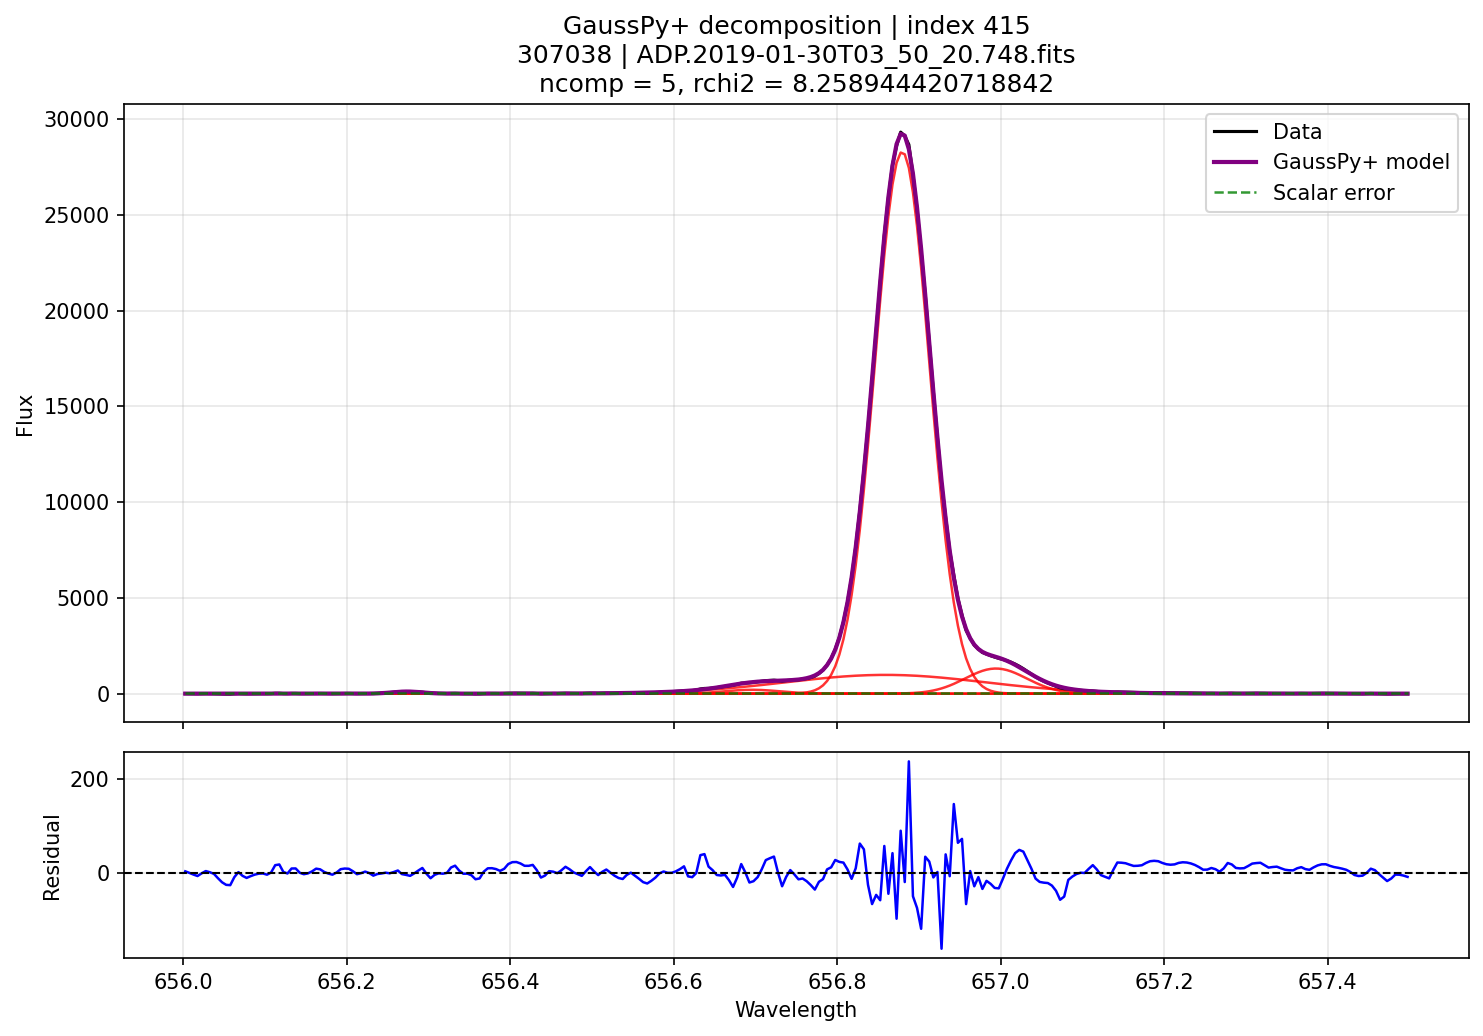 GaussPy+ decomposition | index 415
307038 | ADP.2019-01-30T03_50_20.748.fits
ncomp = 5, rchi2 = 8.258944420718842
30000
25000
20000
15000
10000
5000
0
Flux
Data
GaussPy+ model
Scalar error
200
0
Residual
656.0
656.2
656.4
656.6
656.8
657.0
657.2
657.4
Wavelength